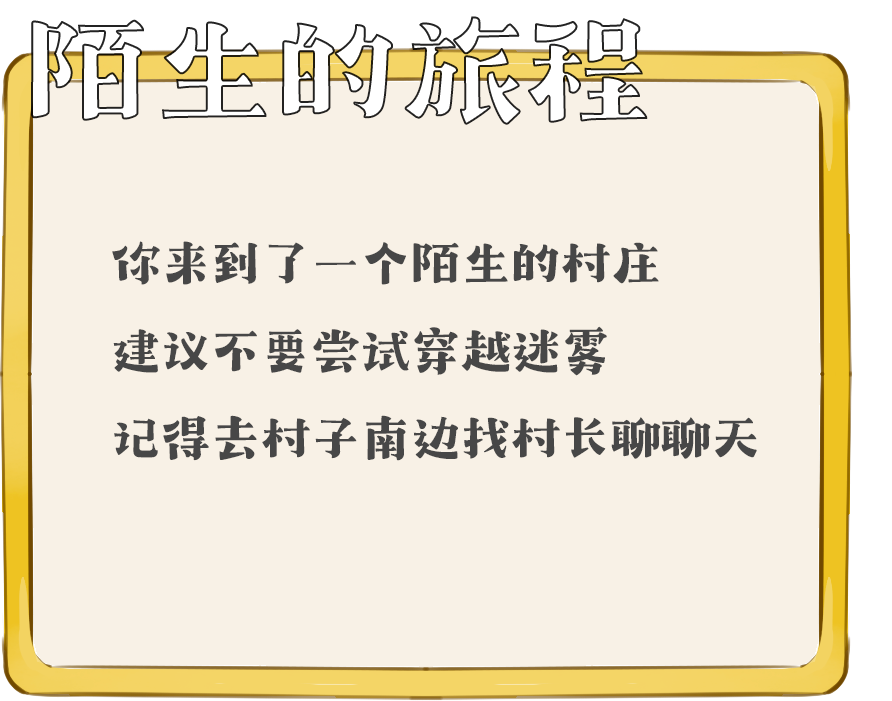 陌生的旅程
你来到了一个陌生的村庄
建议不要尝试穿越迷雾
记得去村子南边找村长聊聊天